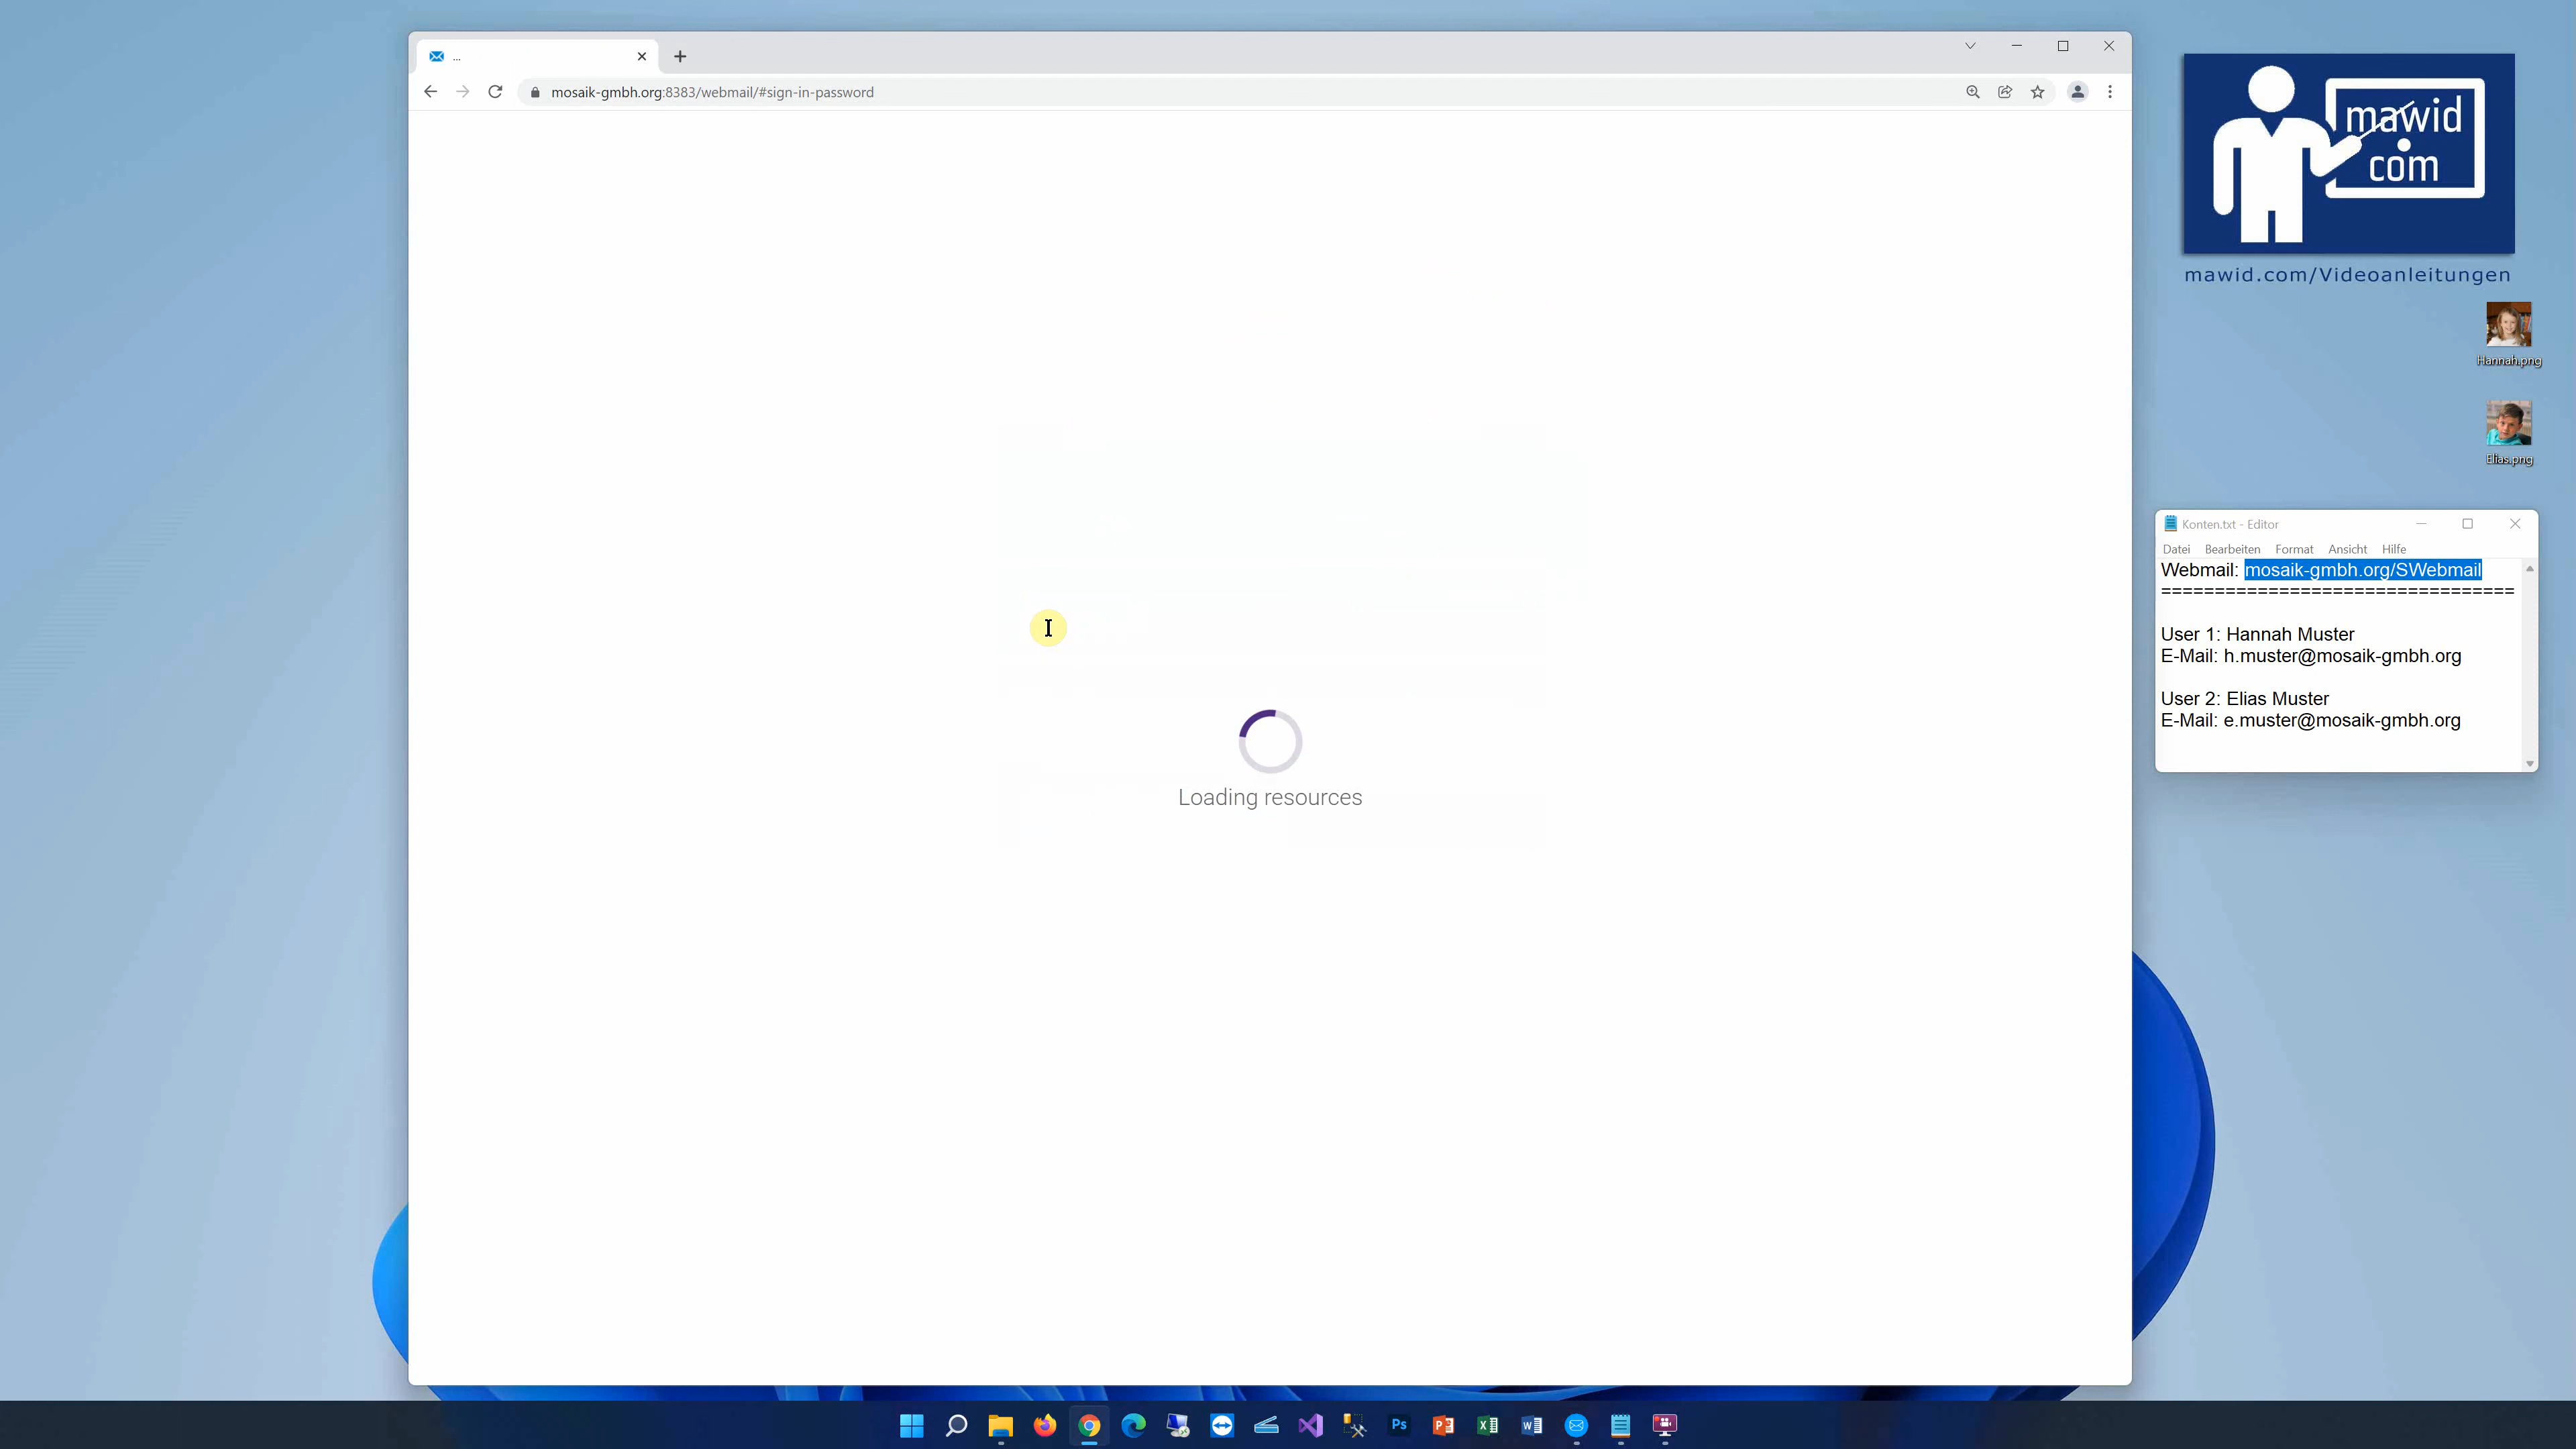 ...
mosaik-gmbh.org:8383/webmail/#sign-in-password
mawid
com
mawid.com/Videoanleitungen
Hannah.png
Elias.png
Konten.txt - Editor
Datei Bearbeiten Format Ansicht Hilfe
Webmail: mosaik-gmbh.org/SWebmail
=================================
User 1: Hannah Muster
E-Mail: h.muster@mosaik-gmbh.org
User 2: Elias Muster
E-Mail: e.muster@mosaik-gmbh.org
Loading resources
Ps